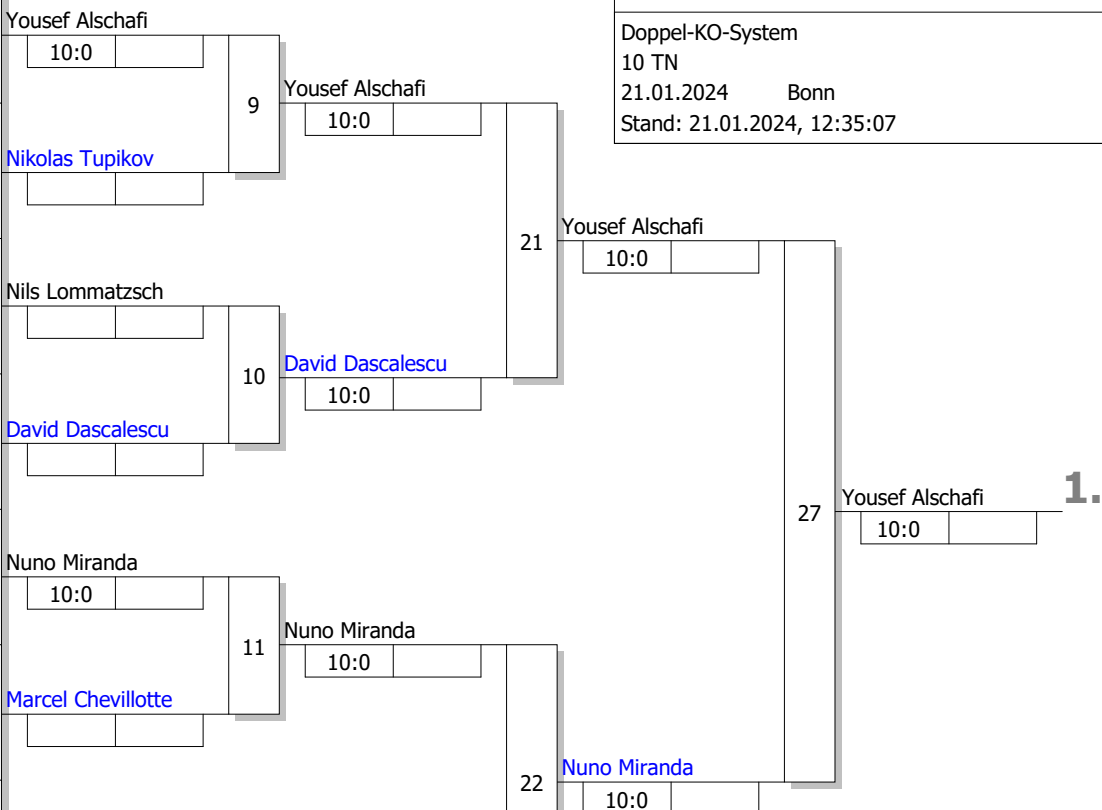 Yousef Alschafi
10:0
9
Nikolas Tupikov
Yousef Alschafi
10:0
Doppel-KO-System
10 TN
21.01.2024 Bonn
Stand: 21.01.2024, 12:35:07
21
Yousef Alschafi
10:0
Nils Lommatzsch
10
David Dascalescu
10:0
David Dascalescu
27
Yousef Alschafi
1.
10:0
Nuno Miranda
10:0
11
Nuno Miranda
10:0
Marcel Chevillotte
22
Nuno Miranda
10:0